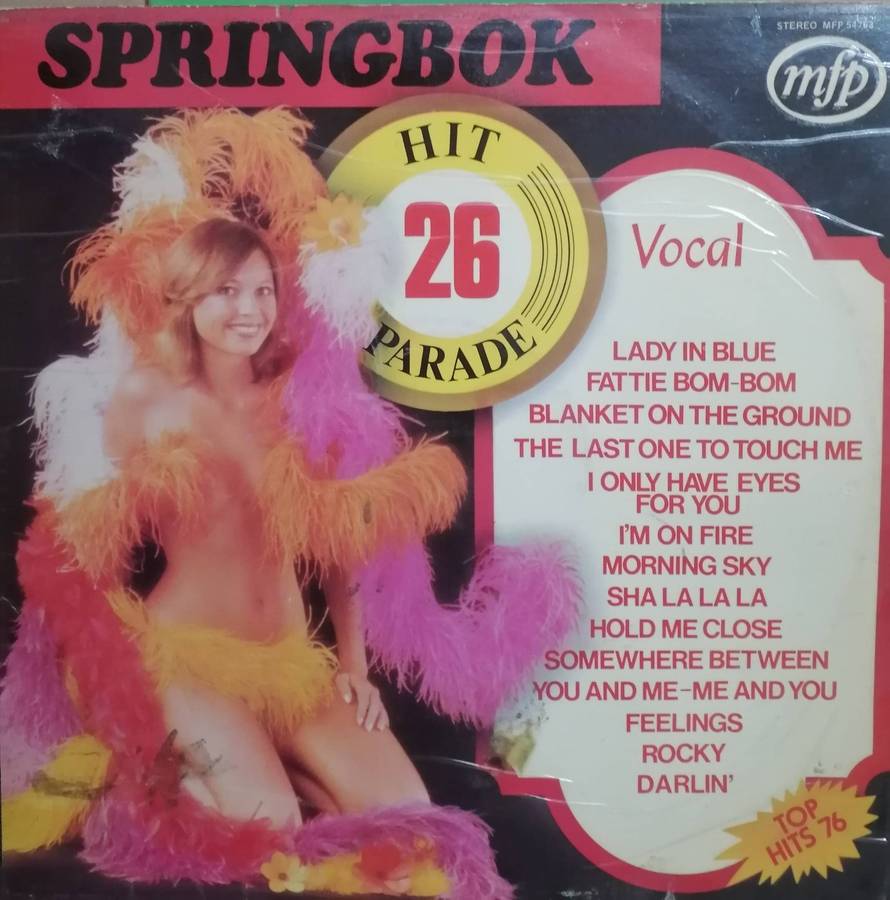 SPRINGBOK
STEREO MFP 54768
mfp
HIT
26
PARADE
Vocal
LADY IN BLUE
FATTIE BOM-BOM
BLANKET ON THE GROUND
THE LAST ONE TO TOUCH ME
I ONLY HAVE EYES
FOR YOU
I'M ON FIRE
MORNING SKY
SHA LA LA LA
HOLD ME CLOSE
SOMEWHERE BETWEEN
YOU AND ME-ME AND YOU
FEELINGS
ROCKY
DARLIN'
TOP
HITS '76